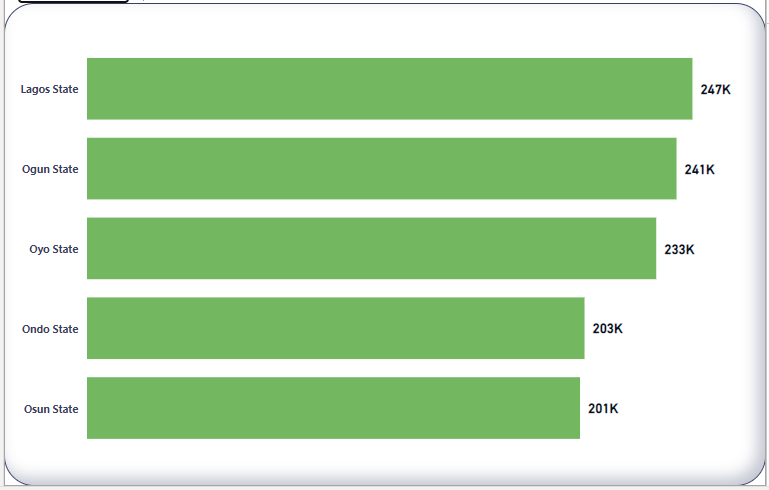 Lagos State 247K
Ogun State 241K
Oyo State 233K
Ondo State 203K
Osun State 201K